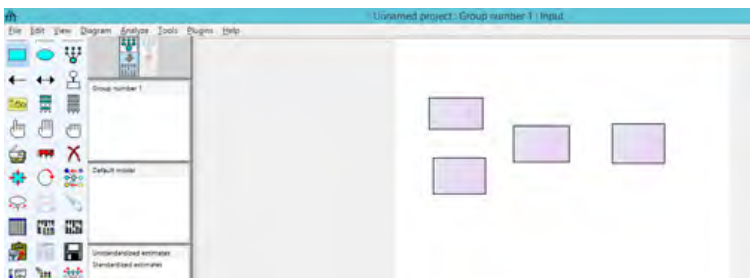 Unnamed project : Group number 1 : Input
File Edit View Diagram Analyze Tools Plugins Help
Group number 1
Default model
Unstandardized estimates
Standardized estimates